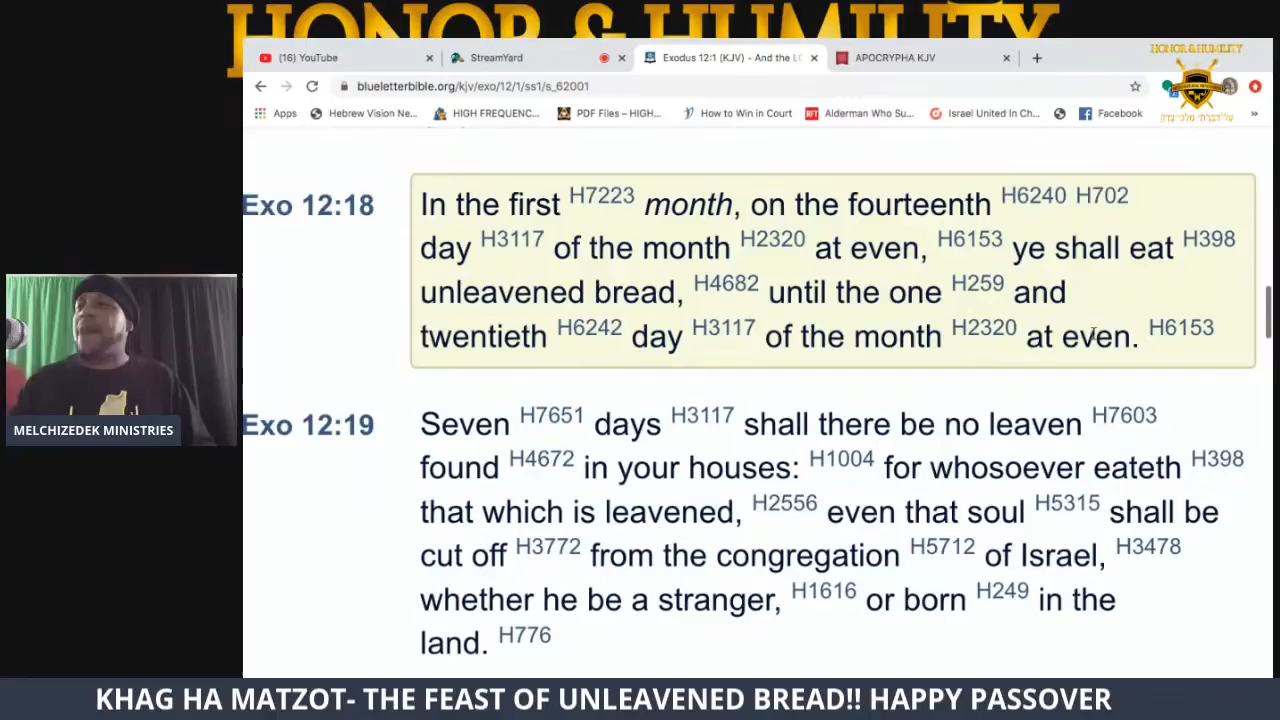 HONOR & HUMILITY
(16) YouTube
StreamYard
Exodus 12:1 (KJV) - And the LO
APOCRYPHA KJV
HONOR & HUMILITY
blueletterbible.org/kjv/exo/12/1/ss1/s_62001
Apps
Hebrew Vision Ne...
HIGH FREQUENC...
PDF Files – HIGH...
How to Win in Court
RFT
Alderman Who Su...
Israel United In Ch...
Facebook
»
Exo 12:18
In the first H7223 month, on the fourteenth H6240 H702
day H3117 of the month H2320 at even, H6153 ye shall eat H398
unleavened bread, H4682 until the one H259 and
twentieth H6242 day H3117 of the month H2320 at even. H6153
Exo 12:19
Seven H7651 days H3117 shall there be no leaven H7603
found H4672 in your houses: H1004 for whosoever eateth H398
that which is leavened, H2556 even that soul H5315 shall be
cut off H3772 from the congregation H5712 of Israel, H3478
whether he be a stranger, H1616 or born H249 in the
land. H776
MELCHIZEDEK MINISTRIES
KHAG HA MATZOT- THE FEAST OF UNLEAVENED BREAD!! HAPPY PASSOVER